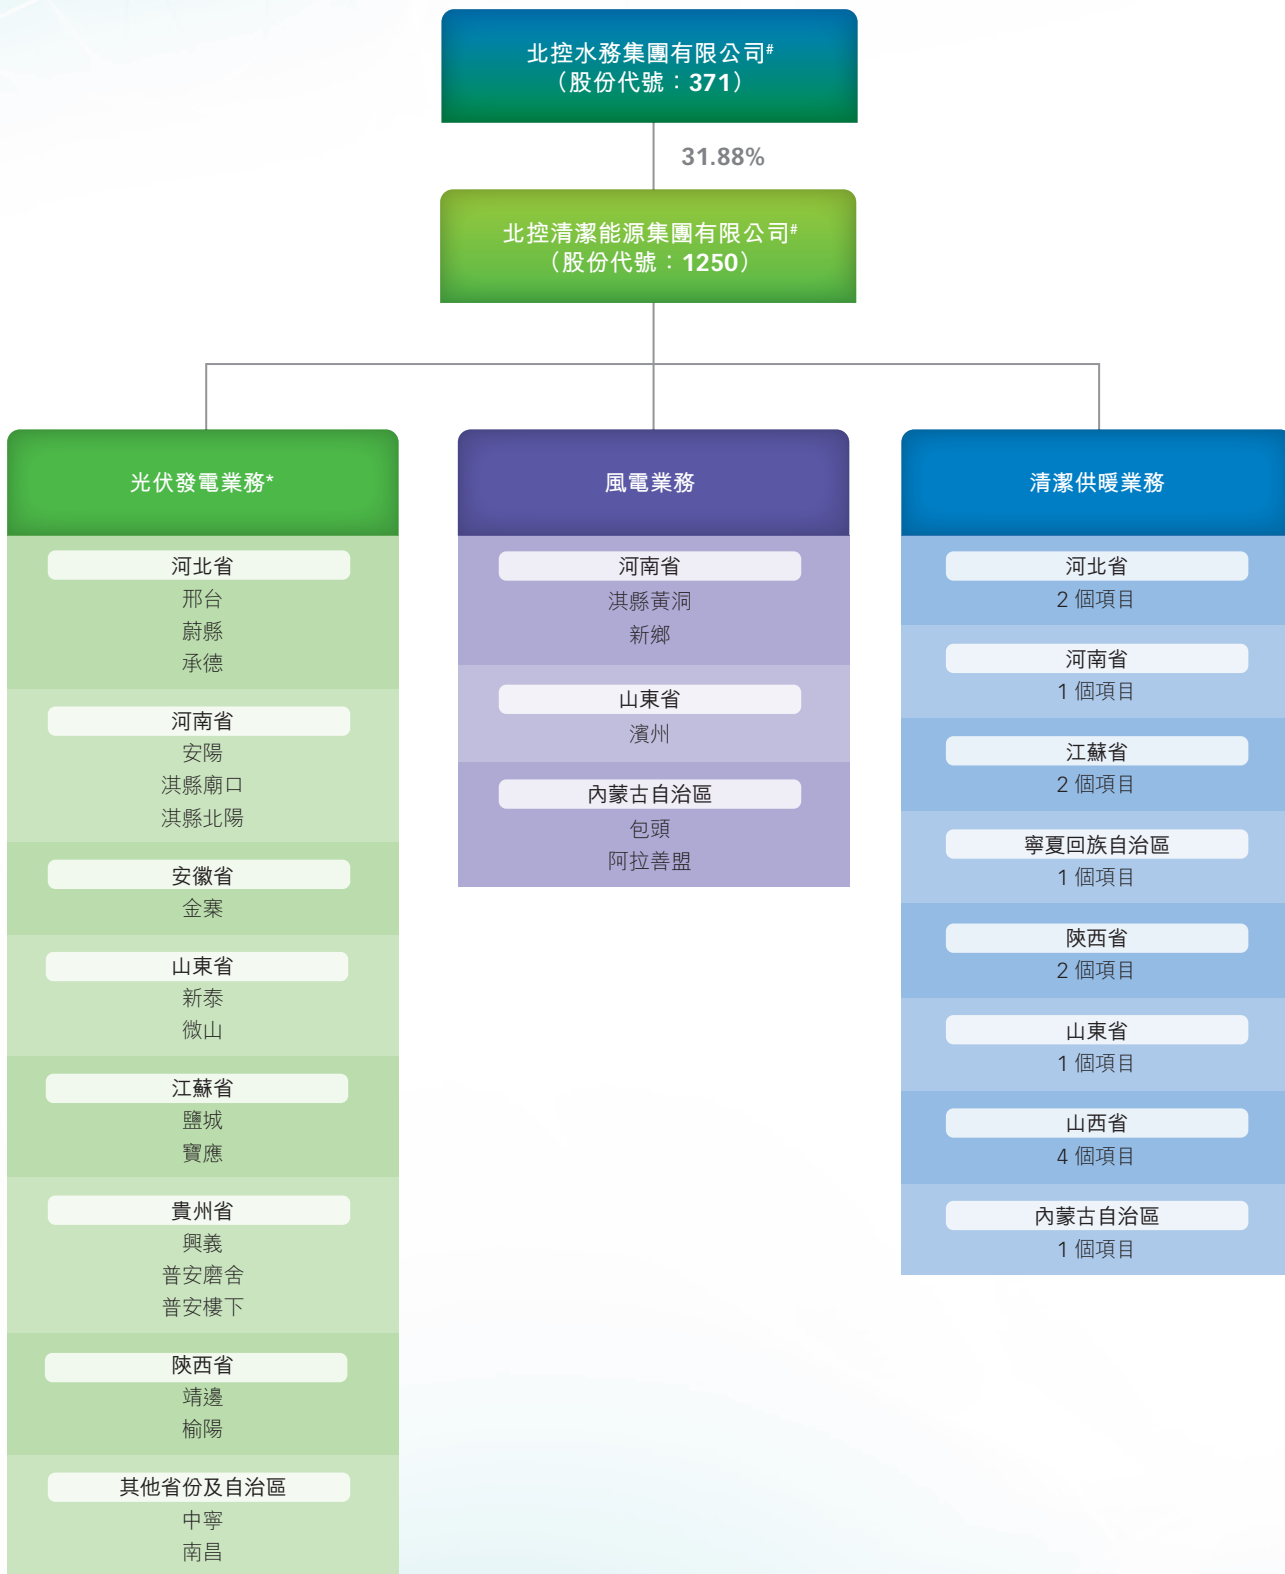 北控水務集團有限公司#
（股份代號：371）
31.88%
北控清潔能源集團有限公司#
（股份代號：1250）
光伏發電業務*
河北省
邢台
蔚縣
承德
河南省
安陽
淇縣廟口
淇縣北陽
安徽省
金寨
山東省
新泰
微山
江蘇省
鹽城
寶應
貴州省
興義
普安磨舍
普安樓下
陝西省
靖邊
榆陽
其他省份及自治區
中寧
南昌
風電業務
河南省
淇縣黃洞
新鄉
山東省
濱州
內蒙古自治區
包頭
阿拉善盟
清潔供暖業務
河北省
2 個項目
河南省
1 個項目
江蘇省
2 個項目
寧夏回族自治區
1 個項目
陝西省
2 個項目
山東省
1 個項目
山西省
4 個項目
內蒙古自治區
1 個項目